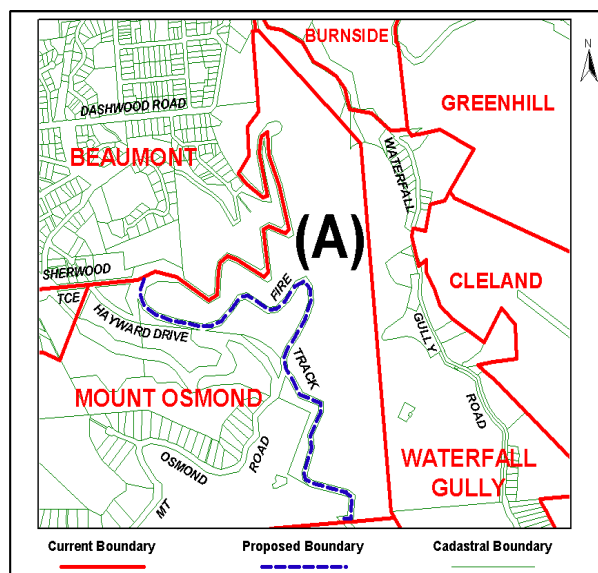 BURNSIDE
N
GREENHILL
DASHWOOD ROAD
BEAUMONT
WATERFALL
(A)
SHERWOOD
TCE
CLELAND
FIRE
HAYWARD DRIVE
GULLY
TRACK
MOUNT OSMOND
ROAD
OSMOND
ROAD
WATERFALL
GULLY
MT
Current Boundary
Proposed Boundary
Cadastral Boundary